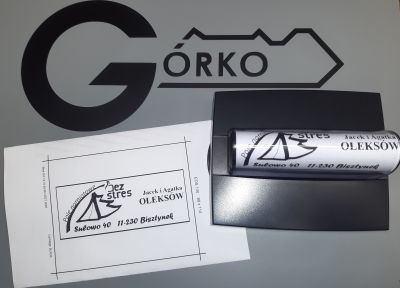 GÓRKO
bez
stres
Jacek i Agatka
OLEKSÓW
Sułowo 40 11-230 Bisztynek
stres
Jacek i Agatka
OLEKSÓW
Sułowo 40 11-230 Bisztynek